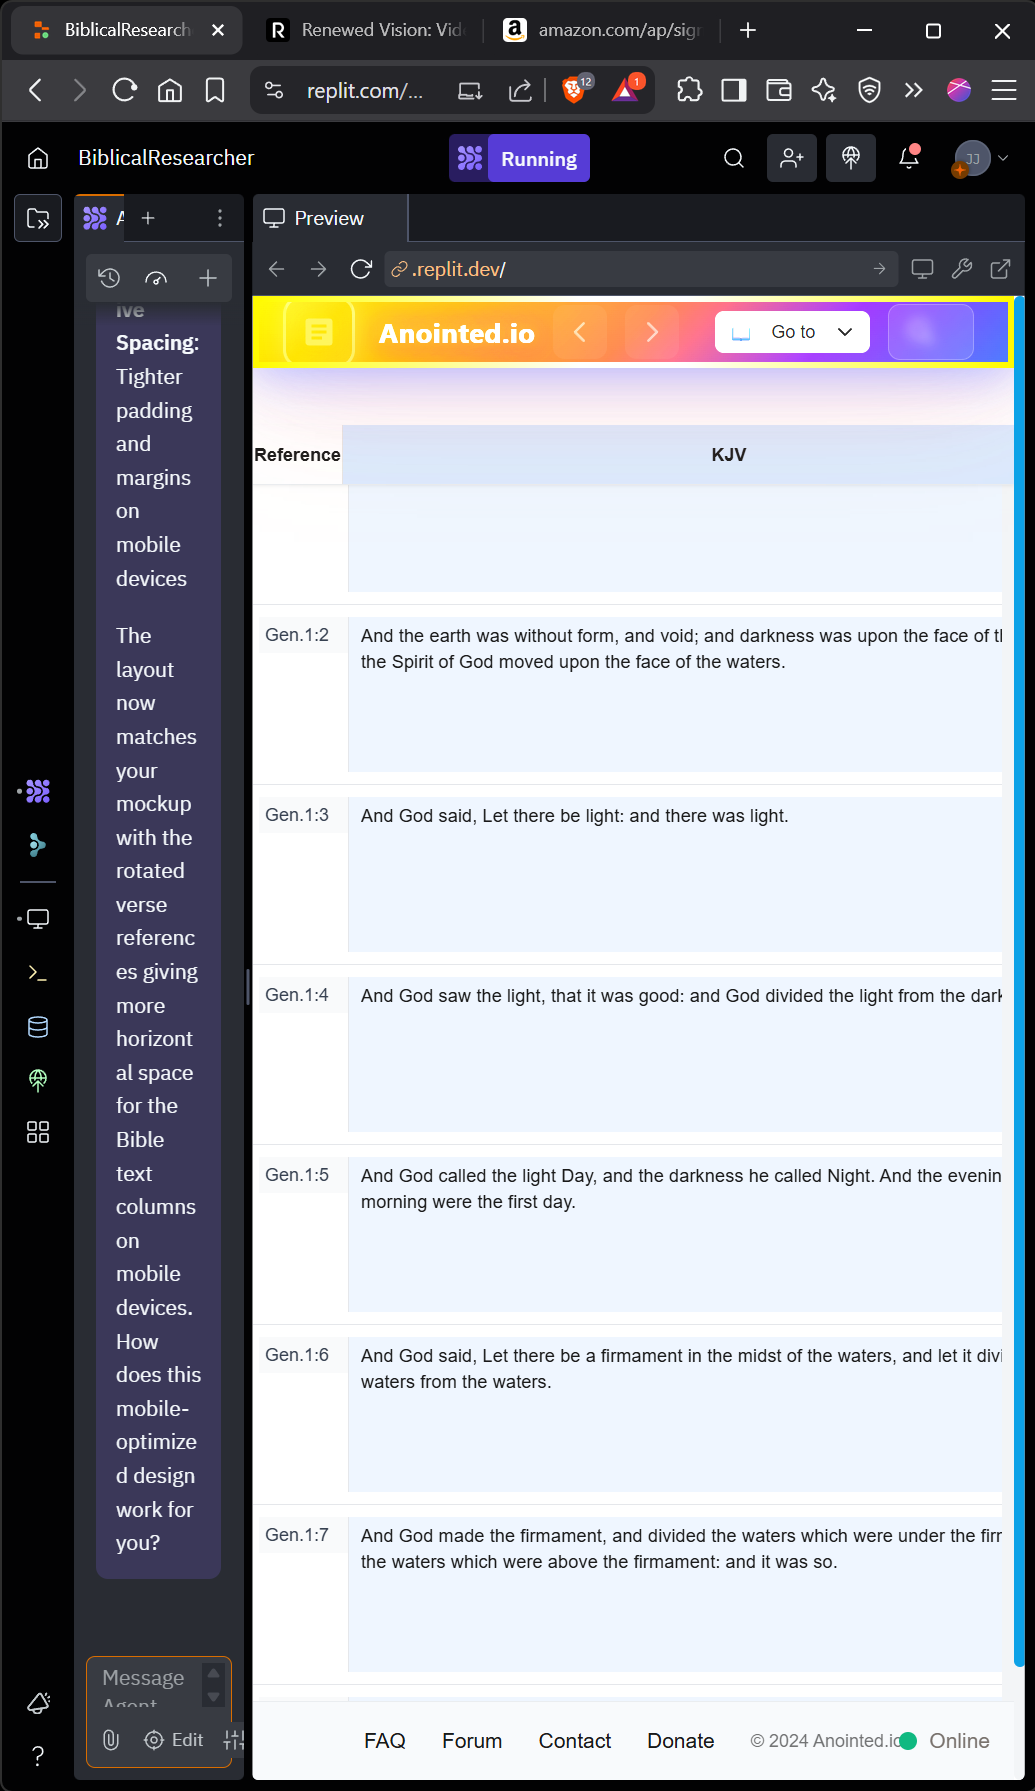 BiblicalResearch
Renewed Vision: Vid
amazon.com/ap/sig
replit.com/...
12
1
BiblicalResearcher
Running
JJ
A
Preview
.replit.dev/
ive
Spacing:
Tighter
padding
and
margins
on
mobile
devices
The
layout
now
matches
your
mockup
with the
rotated
verse
referenc
es giving
more
horizont
al space
for the
Bible
text
columns
on
mobile
devices.
How
does this
mobile-
optimize
d design
work for
you?
Message
Agent
Edit
Anointed.io
Go to
Reference
KJV
Gen.1:2
And the earth was without form, and void; and darkness was upon the face of tl
the Spirit of God moved upon the face of the waters.
Gen.1:3
And God said, Let there be light: and there was light.
Gen.1:4
And God saw the light, that it was good: and God divided the light from the dark
Gen.1:5
And God called the light Day, and the darkness he called Night. And the evenin
morning were the first day.
Gen.1:6
And God said, Let there be a firmament in the midst of the waters, and let it divi
waters from the waters.
Gen.1:7
And God made the firmament, and divided the waters which were under the firr
the waters which were above the firmament: and it was so.
FAQ
Forum
Contact
Donate
© 2024 Anointed.io
Online